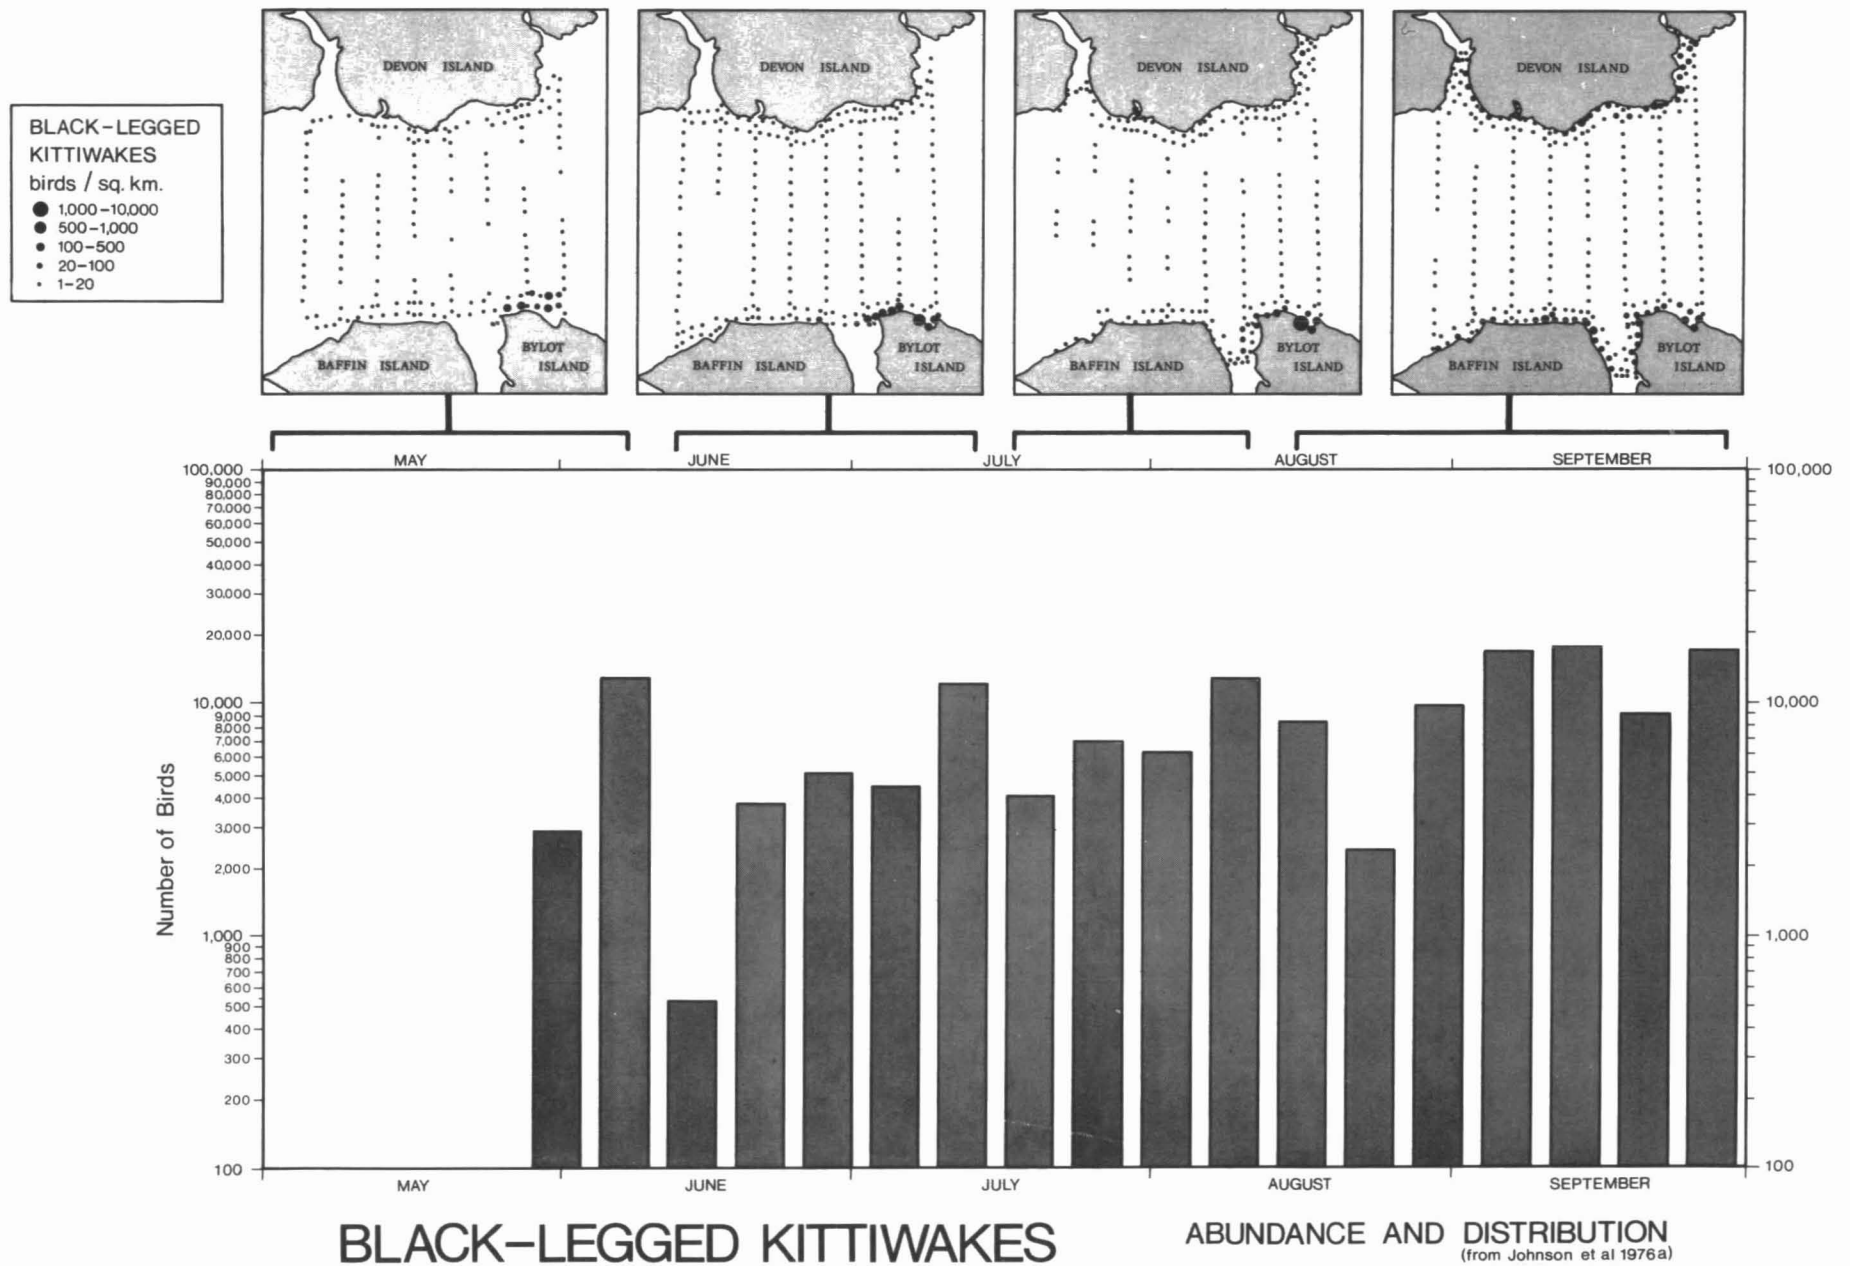 DEVON ISLAND
BAFFIN ISLAND
BYLOT
ISLAND
DEVON ISLAND
BAFFIN ISLAND
BYLOT
ISLAND
DEVON ISLAND
BAFFIN ISLAND
BYLOT
ISLAND
DEVON ISLAND
BAFFIN ISLAND
BYLOT
ISLAND
BLACK-LEGGED
KITTIWAKES
birds / sq. km.
1,000-10,000
500-1,000
100-500
20-100
1-20
MAY JUNE JULY AUGUST SEPTEMBER
100,000
90,000
80,000
70,000
60,000
50,000
40,000
30,000
20,000
10,000
9,000
8,000
7,000
6,000
5,000
4,000
3,000
2,000
1,000
900
800
700
600
500
400
300
200
100
Number of Birds
100,000
10,000
1,000
100
MAY JUNE JULY AUGUST SEPTEMBER
BLACK-LEGGED KITTIWAKES
ABUNDANCE AND DISTRIBUTION
(from Johnson et al 1976a)